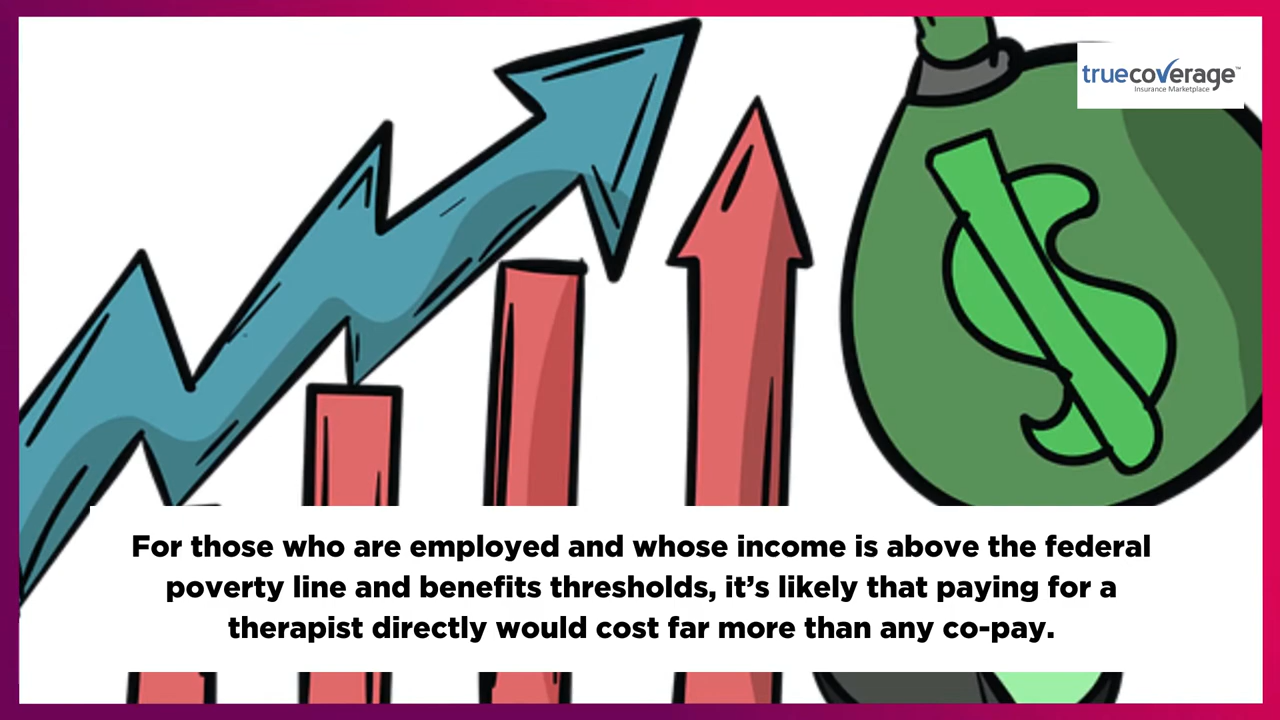 truecoverage™
Insurance Marketplace
For those who are employed and whose income is above the federal
poverty line and benefits thresholds, it’s likely that paying for a
therapist directly would cost far more than any co-pay.